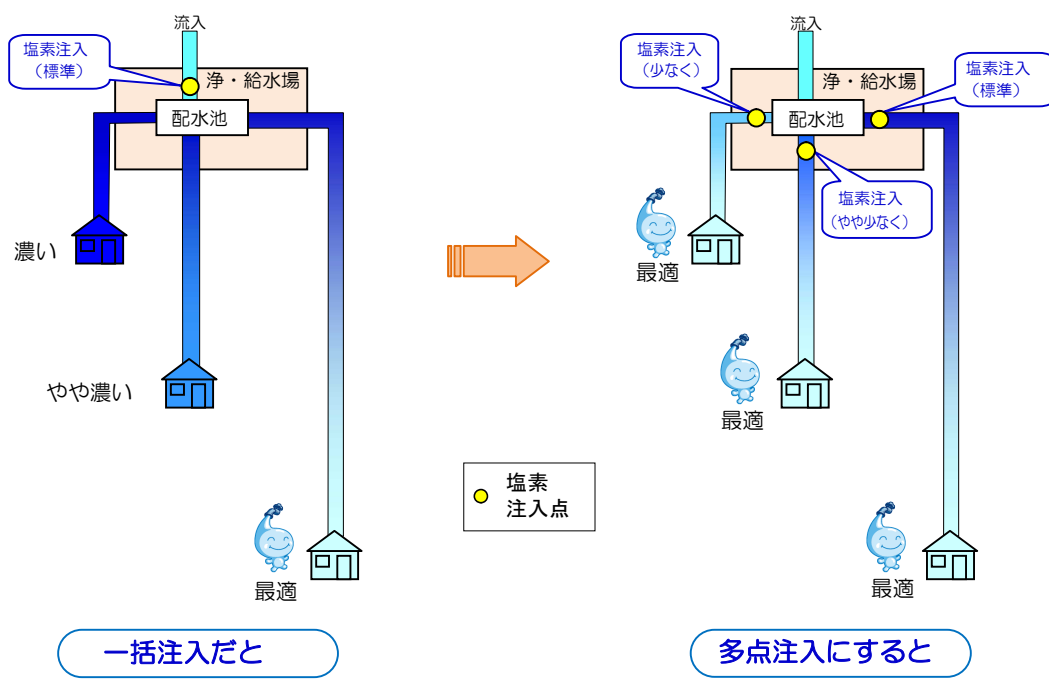 流入
塩素注入
（標準）
浄・給水場
配水池
濃い
やや濃い
最適
一括注入だと
塩素
注入点
流入
塩素注入
（少なく）
浄・給水場
塩素注入
（標準）
配水池
塩素注入
（やや少なく）
最適
最適
最適
多点注入にすると